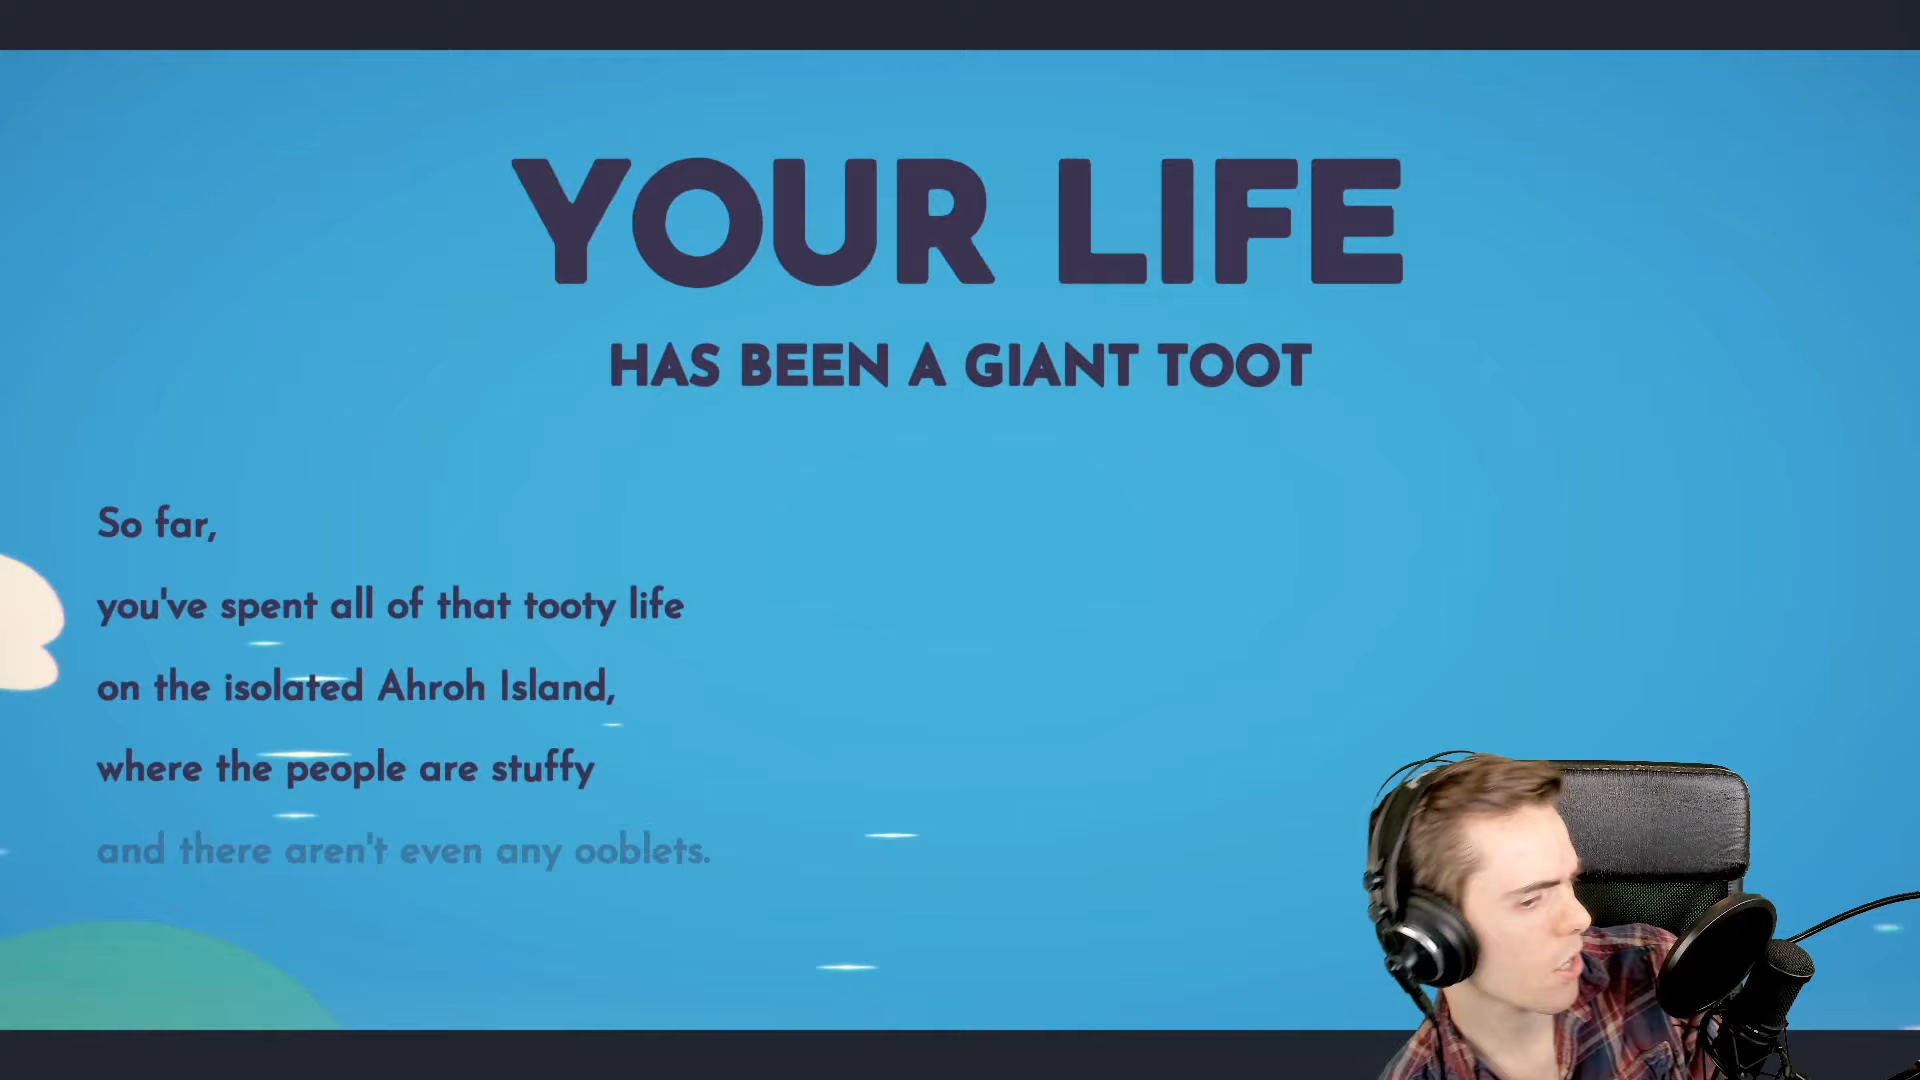 YOUR LIFE
HAS BEEN A GIANT TOOT
So far,
you've spent all of that tooty life
on the isolated Ahroh Island,
where the people are stuffy
and there aren't even any ooblets.